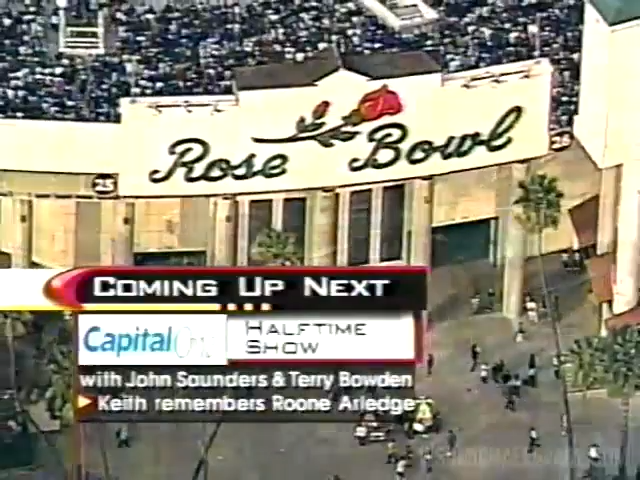 Rose Bowl
25
26
COMING UP NEXT
Capital One
HALFTIME
SHOW
with John Saunders & Terry Bowden
Keith remembers Roone Arledge